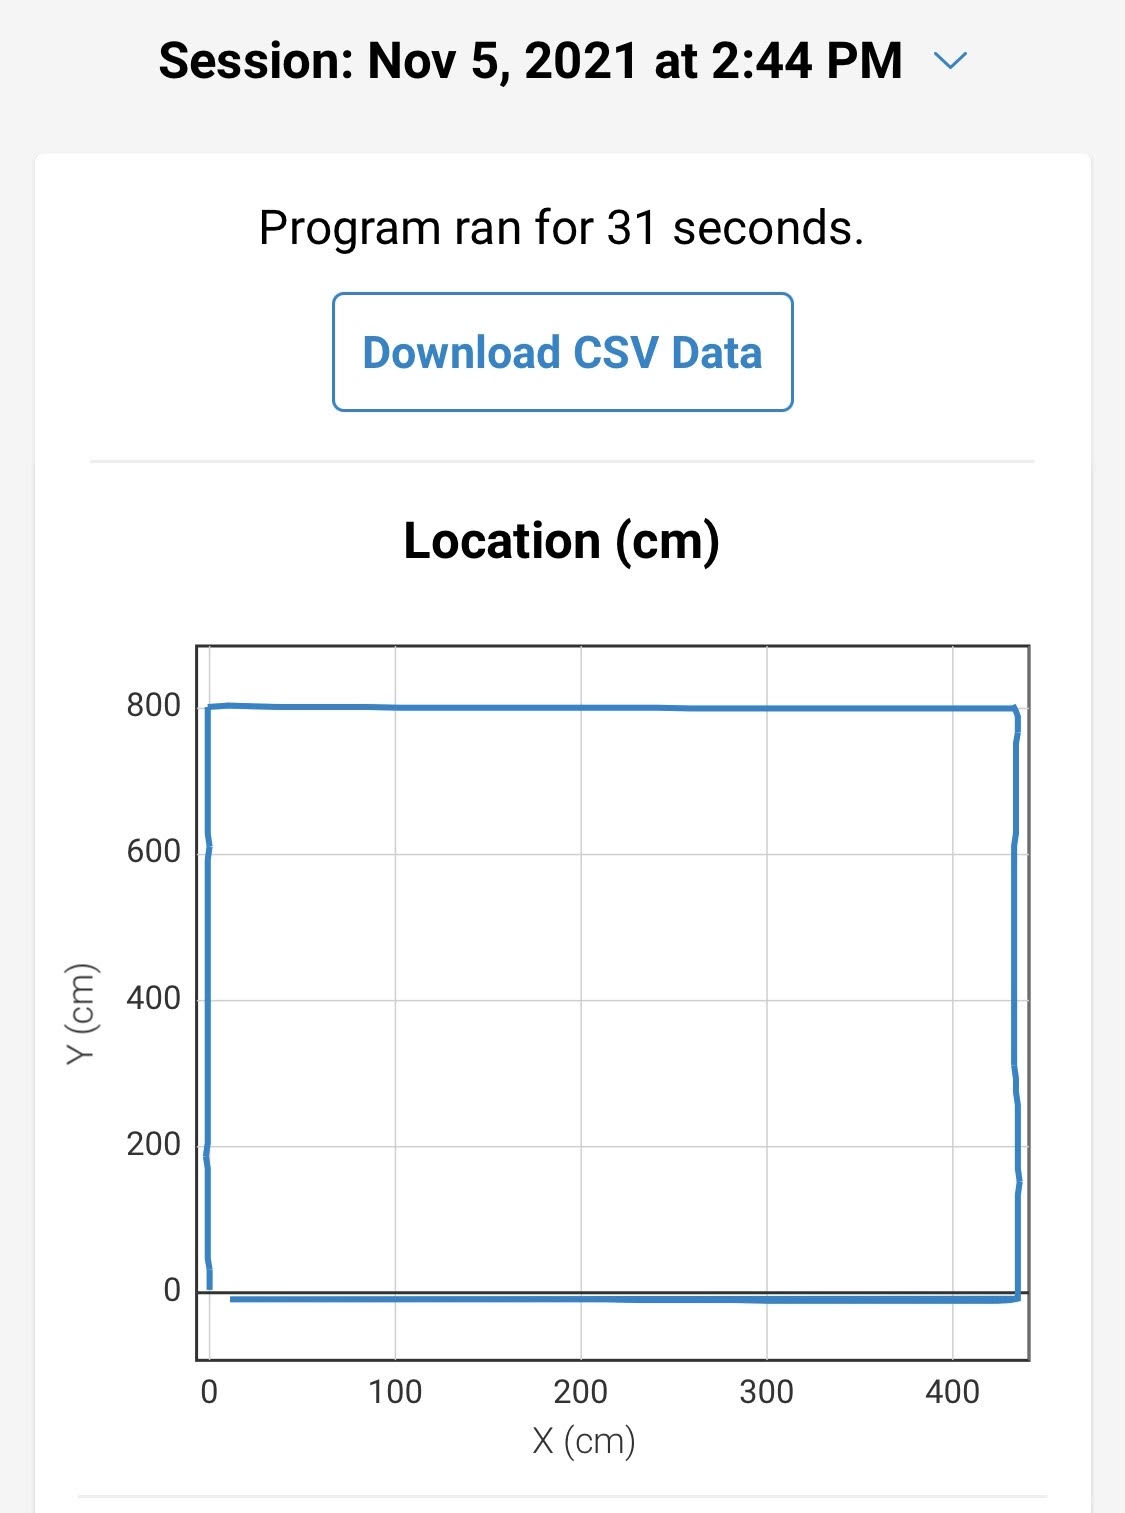 Session: Nov 5, 2021 at 2:44 PM
Program ran for 31 seconds.
Download CSV Data
Location (cm)
800
600
400
200
0
Y (cm)
0 100 200 300 400
X (cm)